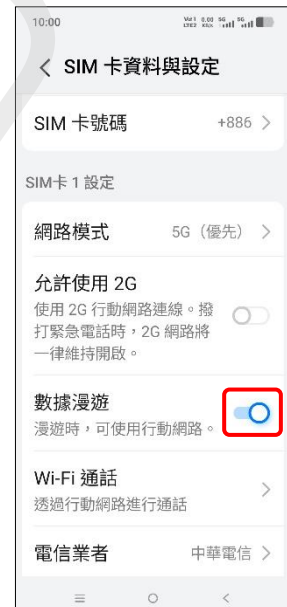 10:00
5G 5G
SIM 卡資料與設定
SIM 卡號碼
+886
SIM卡 1 設定
網路模式
5G（優先）
允許使用 2G
使用 2G 行動網路連線。撥
打緊急電話時，2G 網路將
一律維持開啟。
數據漫遊
漫遊時，可使用行動網路。
Wi-Fi 通話
透過行動網路進行通話
電信業者
中華電信